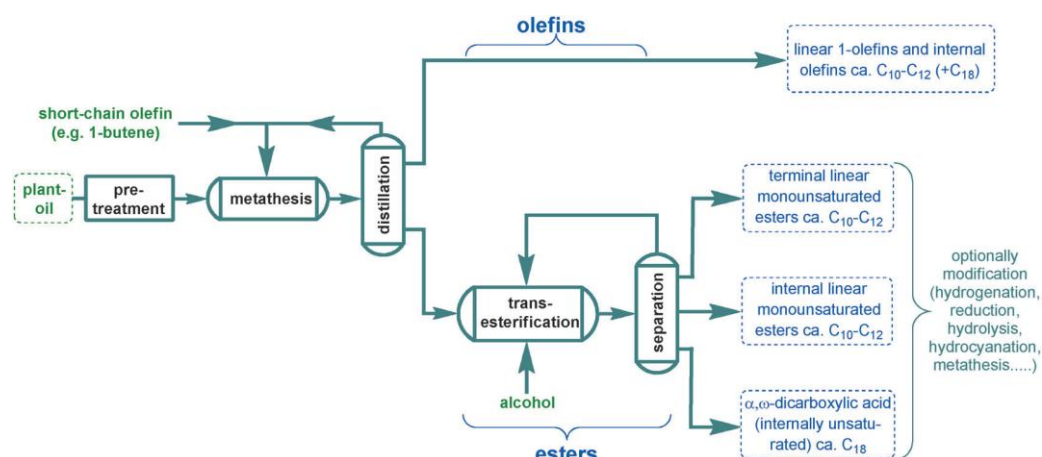 olefins
linear 1-olefins and internal
olefins ca. C₁₀-C₁₂ (+C₁₈)
short-chain olefin
(e.g. 1-butene)
plant-
oil
pre-
treatment
metathesis
distillation
terminal linear
monounsaturated
esters ca. C₁₀-C₁₂
trans-
esterification
separation
internal linear
monounsaturated
esters ca. C₁₀-C₁₂
optionally
modification
(hydrogenation,
reduction,
hydrolysis,
hydrocyanation,
metathesis.....)
alcohol
α,ω-dicarboxylic acid
(internally unsatu-
rated) ca. C₁₈
esters